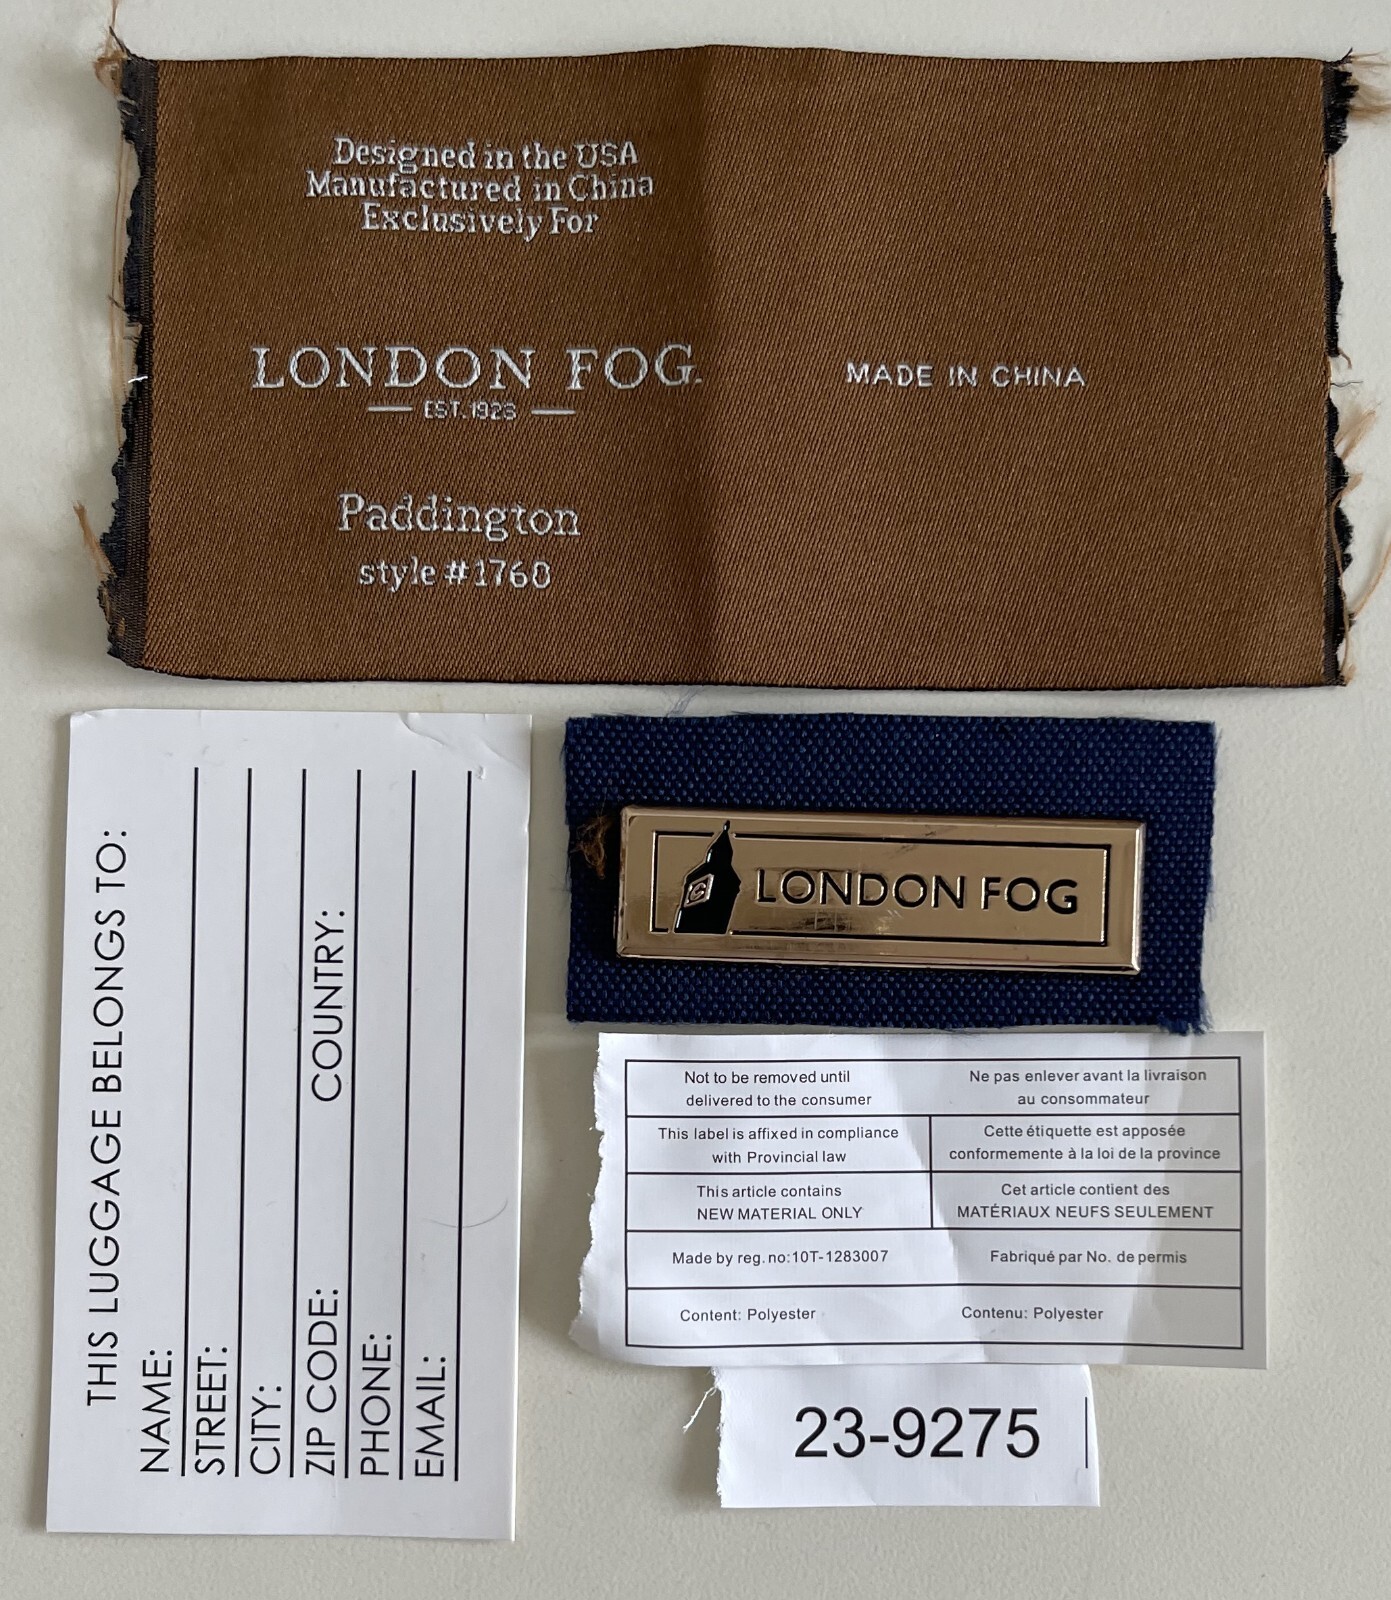 Designed in the USA
Manufactured in China
Exclusively For
LONDON FOG.
EST. 1923
Paddington
style #1760
MADE IN CHINA
THIS LUGGAGE BELONGS TO:
NAME:
STREET:
CITY:
ZIP CODE: COUNTRY:
PHONE:
EMAIL:
LONDON FOG
Not to be removed until
delivered to the consumer
Ne pas enlever avant la livraison
au consommateur
This label is affixed in compliance
with Provincial law
Cette étiquette est apposée
conformemente à la loi de la province
This article contains
NEW MATERIAL ONLY
Cet article contient des
MATÉRIAUX NEUFS SEULEMENT
Made by reg. no:10T-1283007
Fabriqué par No. de permis
Content: Polyester
Contenu: Polyester
23-9275